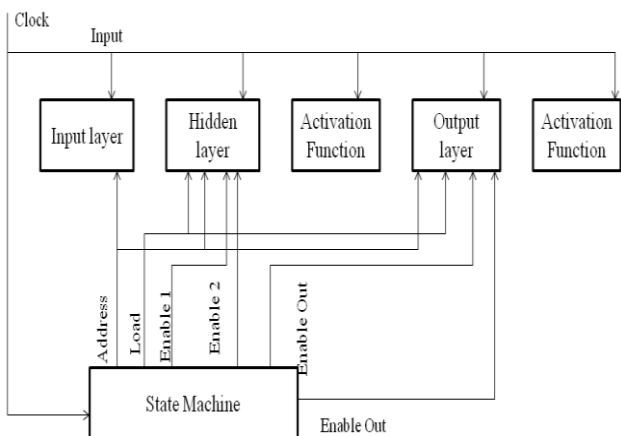 Clock
Input
Input layer
Hidden
layer
Activation
Function
Output
layer
Activation
Function
Address
Load
Enable 1
Enable 2
Enable Out
State Machine
Enable Out